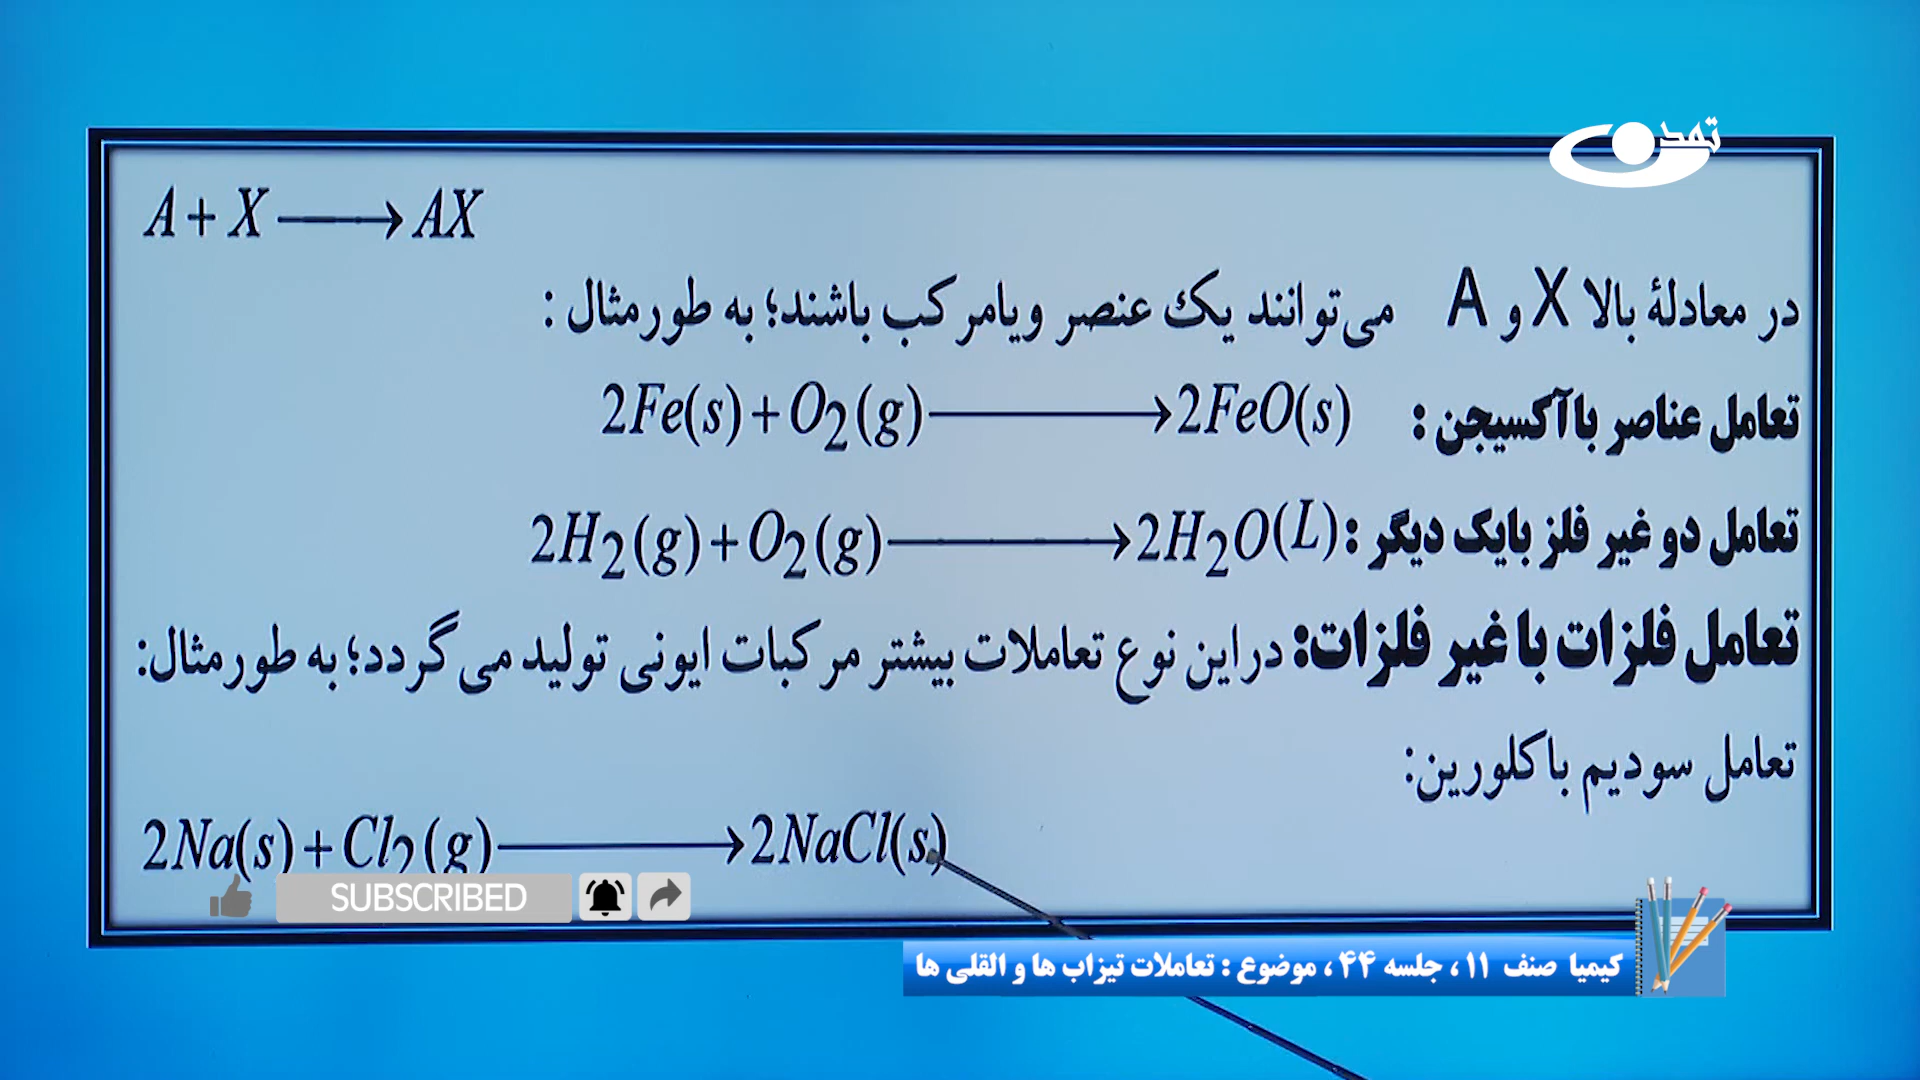 تمدن
A + X ⟶ AX
در معادلۀ بالا X و A می‌توانند یک عنصر ویامرکب باشند؛ به طورمثال :
تعامل عناصر باآکسیجن : 2Fe(s) + O2(g) ⟶ 2FeO(s)
تعامل دو غیر فلز بایک دیگر : 2H2(g) + O2(g) ⟶ 2H2O(L)
تعامل فلزات با غیر فلزات: دراین نوع تعاملات بیشتر مرکبات ایونی تولید می گردد؛ به طورمثال:
تعامل سودیم باکلورین:
2Na(s) + Cl2(g) ⟶ 2NaCl(s)
SUBSCRIBED
کیمیا صنف ۱۱ ، جلسه ۴۴ ، موضوع : تعاملات تیزاب ها و القلی ها